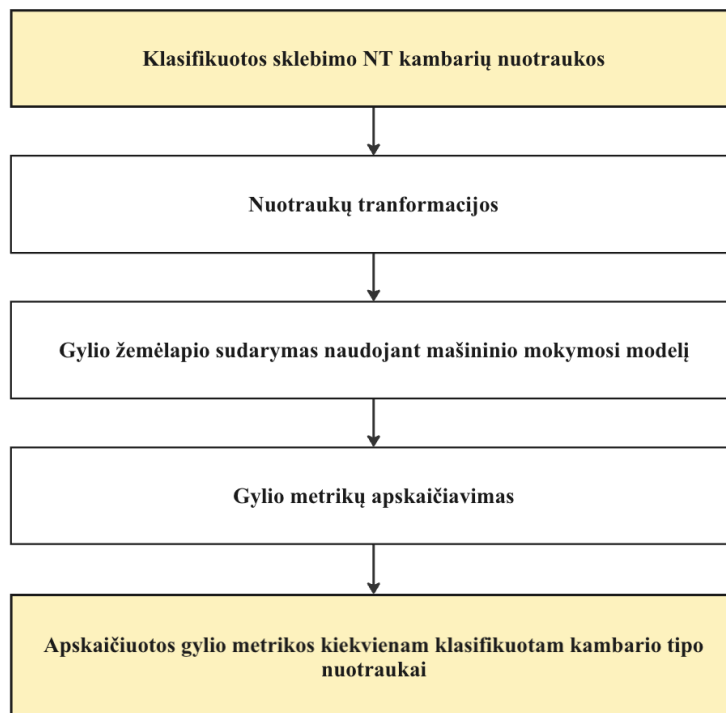 Klasifikuotos sklebimo NT kambarių nuotraukos
Nuotraukų tranformacijos
Gylio žemėlapio sudarymas naudojant mašininio mokymosi modelį
Gylio metrikų apskaičiavimas
Apskaičiuotos gylio metrikos kiekvienam klasifikuotam kambario tipo
nuotraukai